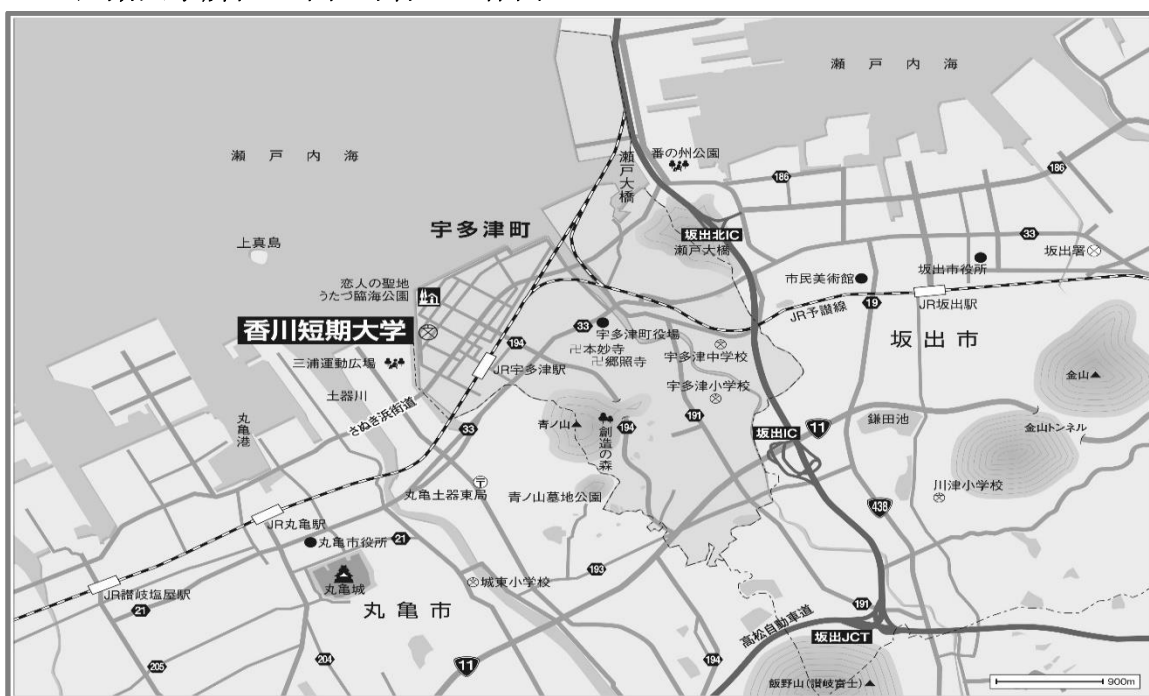 瀬戸内海
瀬戸内海
瀬戸大橋
番の州公園
186
186
宇多津町
坂出北IC
瀬戸大橋
33
坂出署
上真島
坂出市役所
市民美術館
恋人の聖地
うたづ臨海公園
19
JR坂出駅
JR予讃線
香川短期大学
33
宇多津町役場
194
卍本妙寺
卍郷照寺
宇多津中学校
坂出市
三浦運動広場
JR宇多津駅
金山▲
宇多津小学校
土器川
さぬき浜街道
丸亀港
33
青ノ山▲
創造の森
194
191
坂出IC
11
鎌田池
金山トンネル
丸亀土器東局
青ノ山墓地公園
川津小学校
438
JR丸亀駅
丸亀市役所
21
193
城東小学校
丸亀城
JR讃岐塩屋駅
21
丸亀市
高松自動車道
191
坂出JCT
205
204
11
194
飯野山(讃岐富士)▲
900m